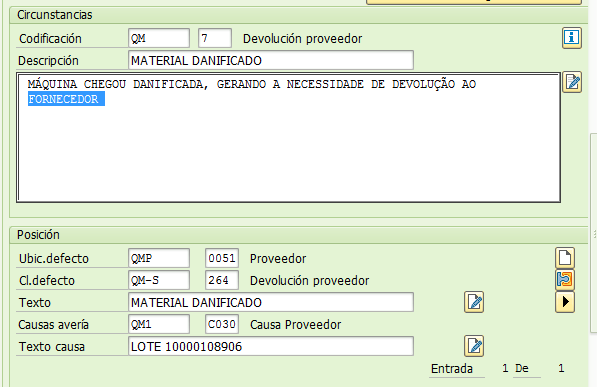 Circunstancias
Codificación QM 7 Devolución proveedor
Descripción MATERIAL DANIFICADO
MÁQUINA CHEGOU DANIFICADA, GERANDO A NECESSIDADE DE DEVOLUÇÃO AO
FORNECEDOR
Posición
Ubic.defecto QMP 0051 Proveedor
Cl.defecto QM-S 264 Devolución proveedor
Texto MATERIAL DANIFICADO
Causas avería QM1 C030 Causa Proveedor
Texto causa LOTE 10000108906
Entrada 1 De 1